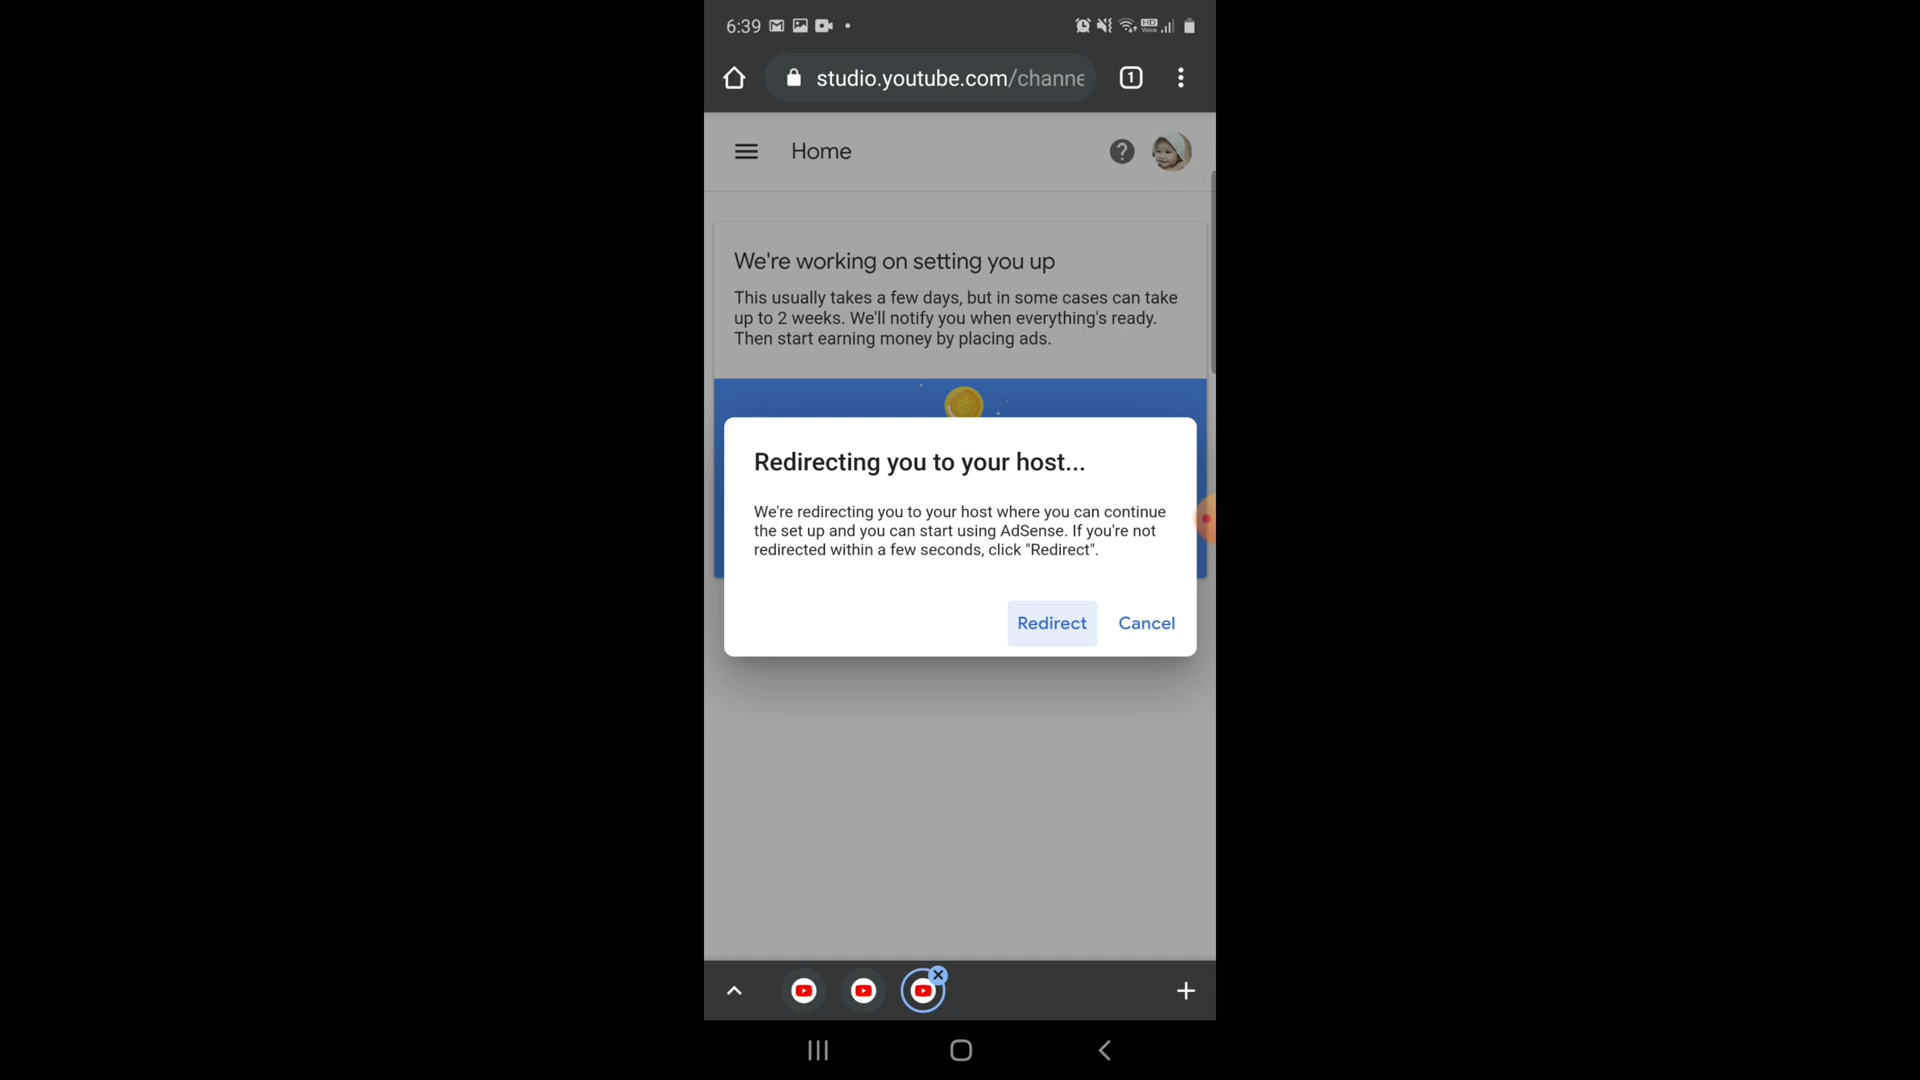 6:39
HD
Voice
studio.youtube.com/channe
1
Home
We're working on setting you up
This usually takes a few days, but in some cases can take
up to 2 weeks. We'll notify you when everything's ready.
Then start earning money by placing ads.
Redirecting you to your host...
We're redirecting you to your host where you can continue
the set up and you can start using AdSense. If you're not
redirected within a few seconds, click "Redirect".
Redirect
Cancel